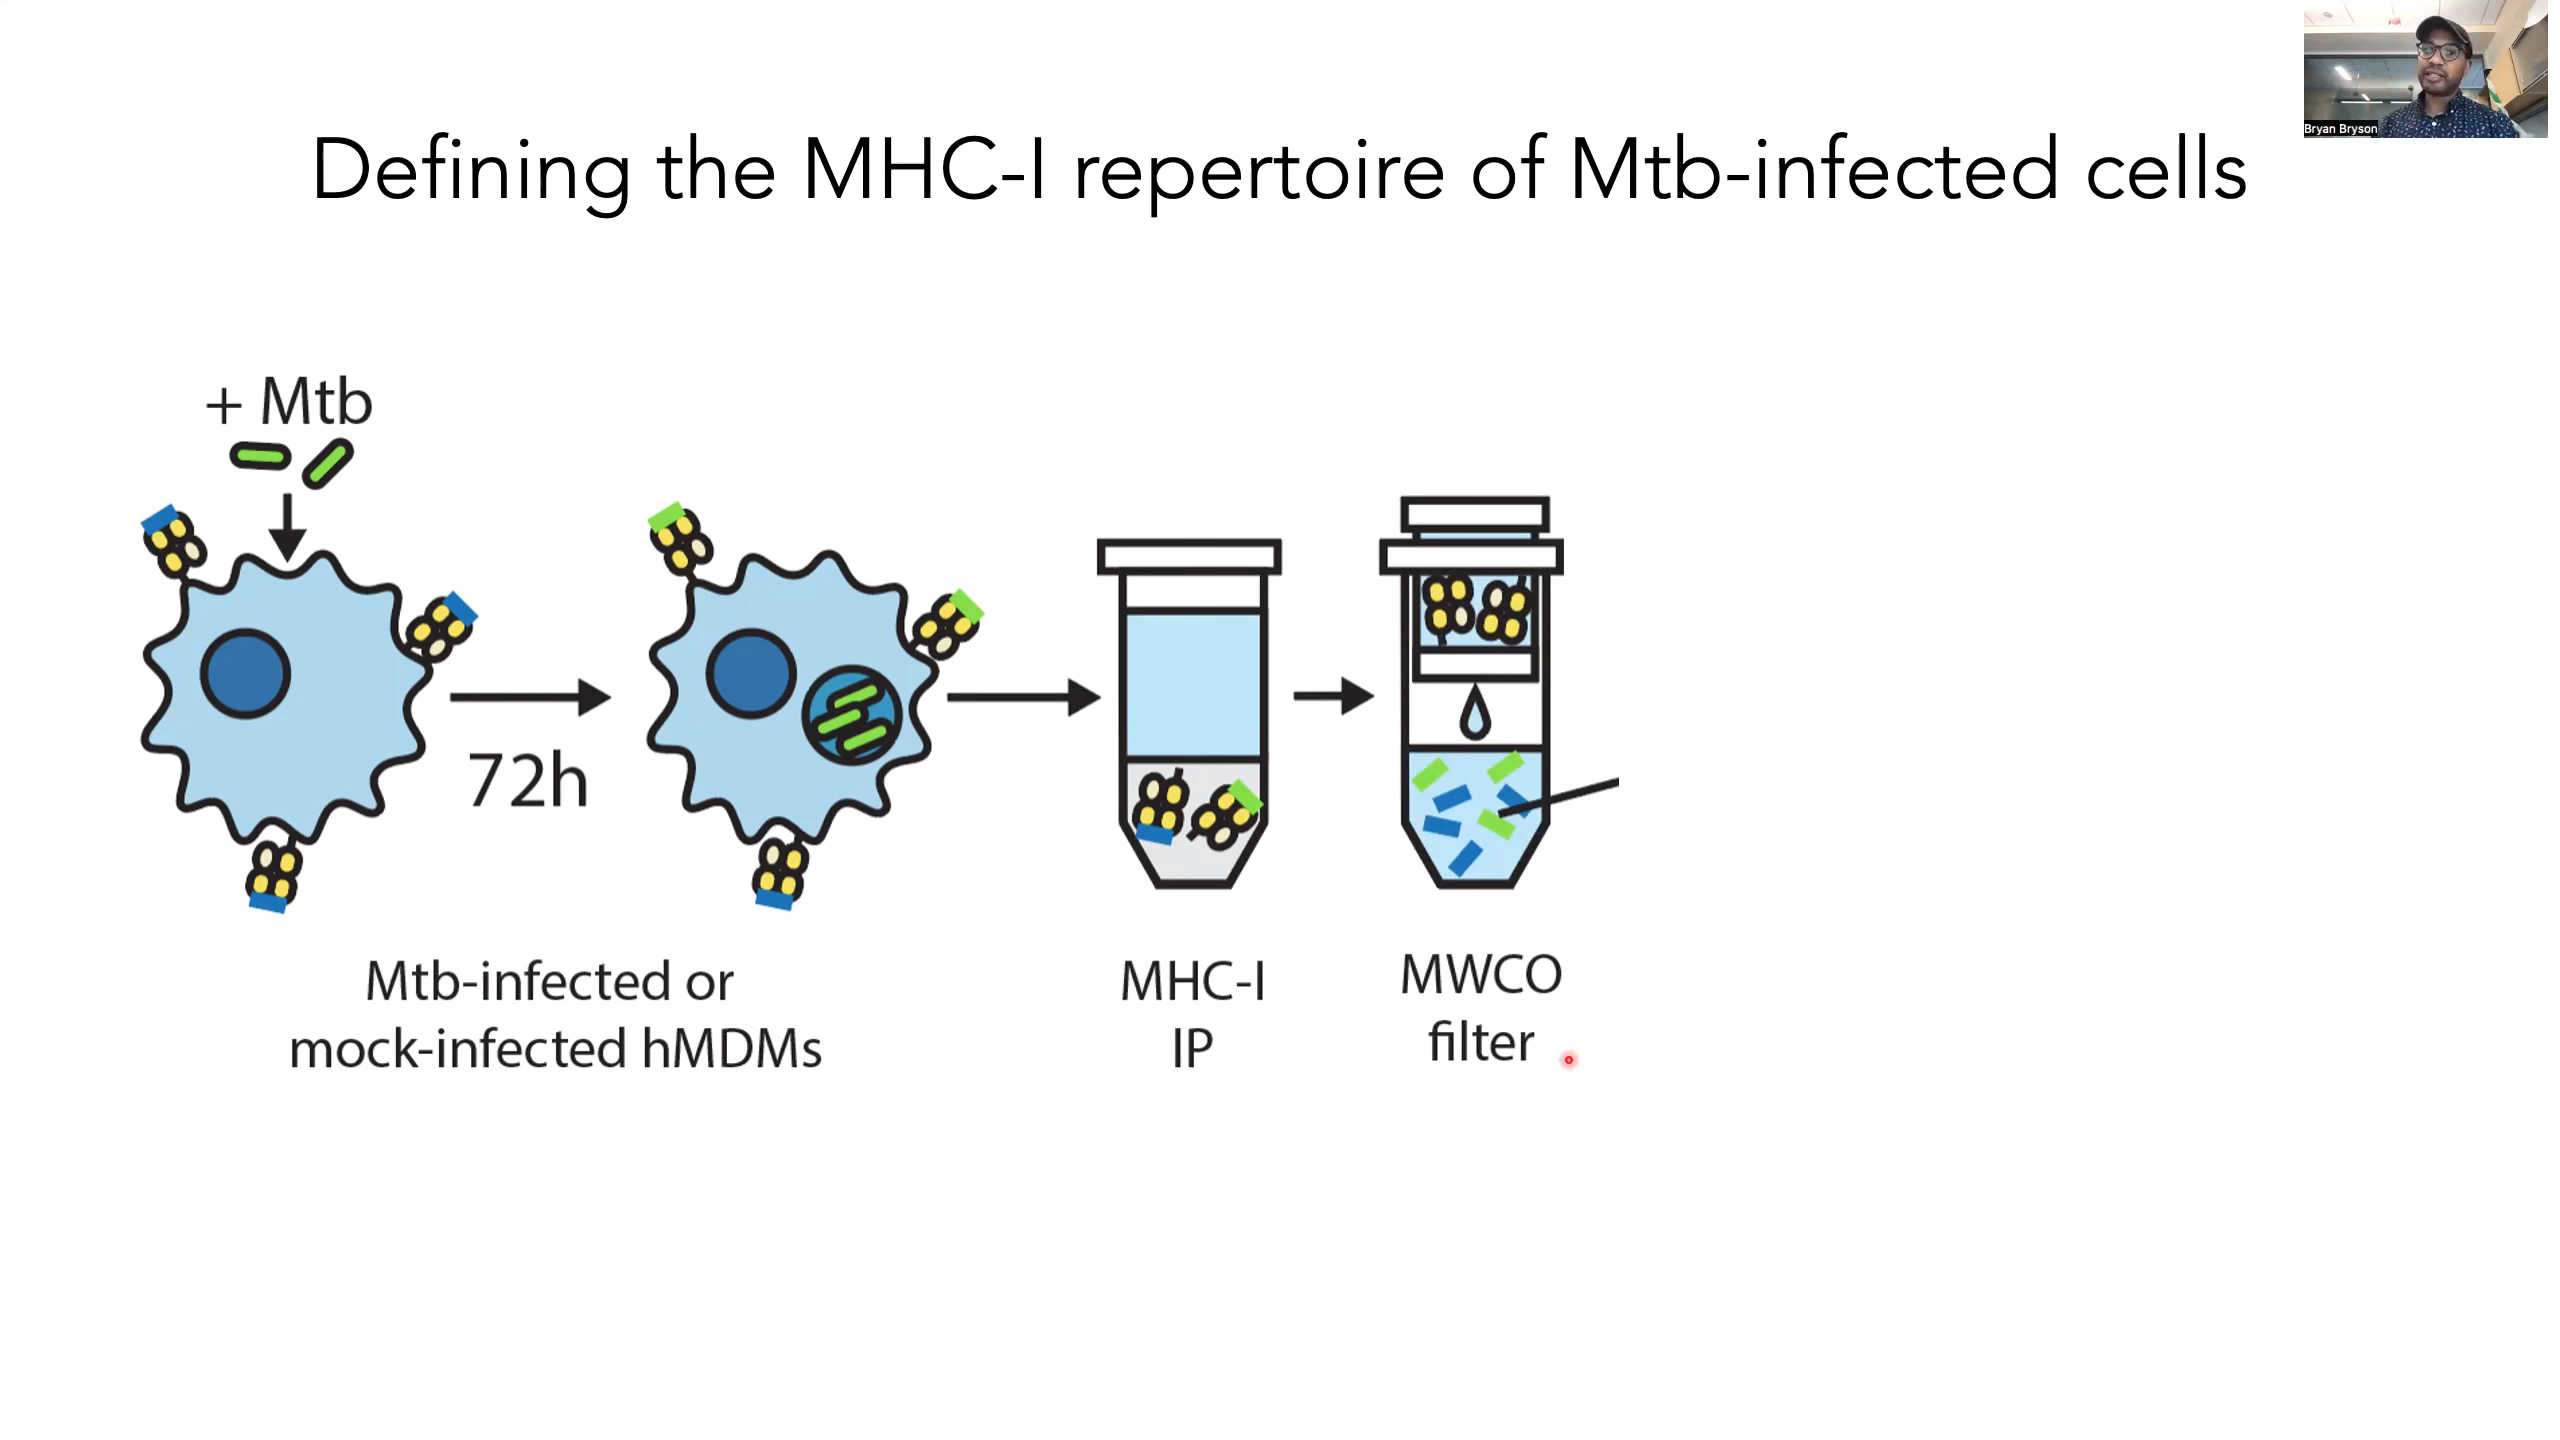 Bryan Bryson
Defining the MHC-I repertoire of Mtb-infected cells
+ Mtb
72h
Mtb-infected or
mock-infected hMDMs
MHC-I
IP
MWCO
filter